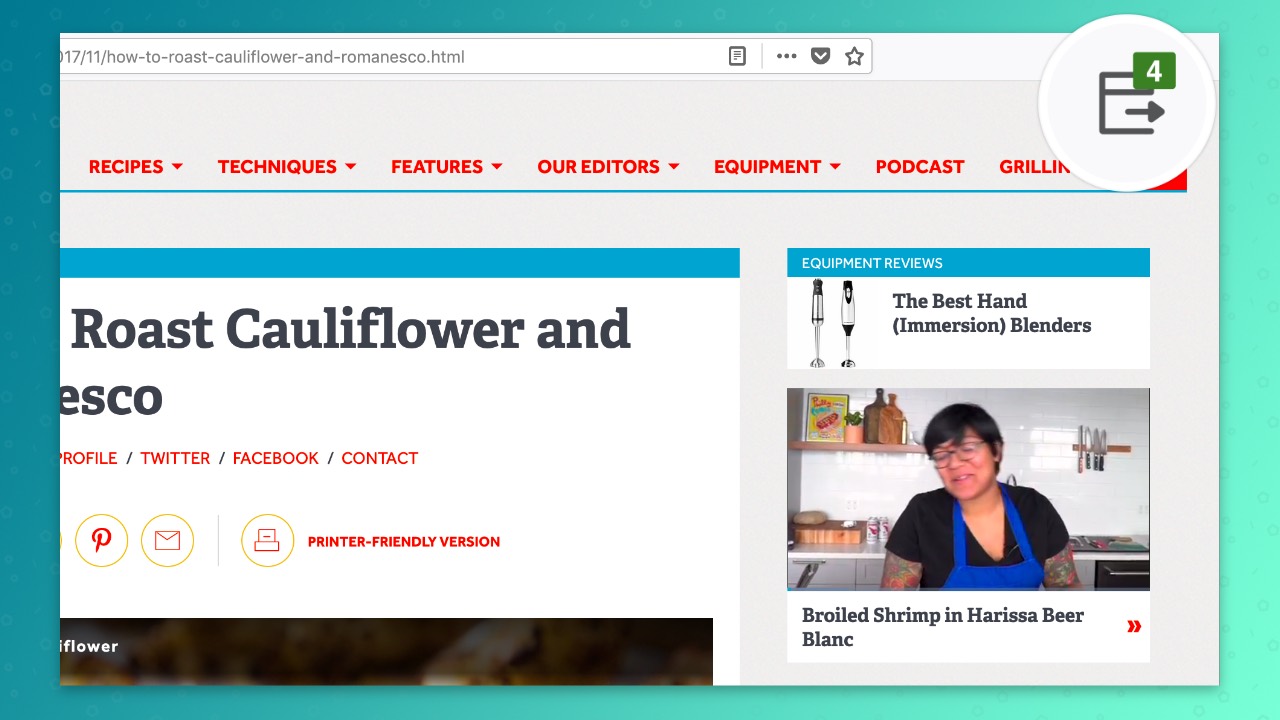 017/11/how-to-roast-cauliflower-and-romanesco.html
4
RECIPES
TECHNIQUES
FEATURES
OUR EDITORS
EQUIPMENT
PODCAST
GRILLIN
EQUIPMENT REVIEWS
The Best Hand
(Immersion) Blenders
Roast Cauliflower and
esco
PROFILE / TWITTER / FACEBOOK / CONTACT
PRINTER-FRIENDLY VERSION
iflower
Broiled Shrimp in Harissa Beer
Blanc
»